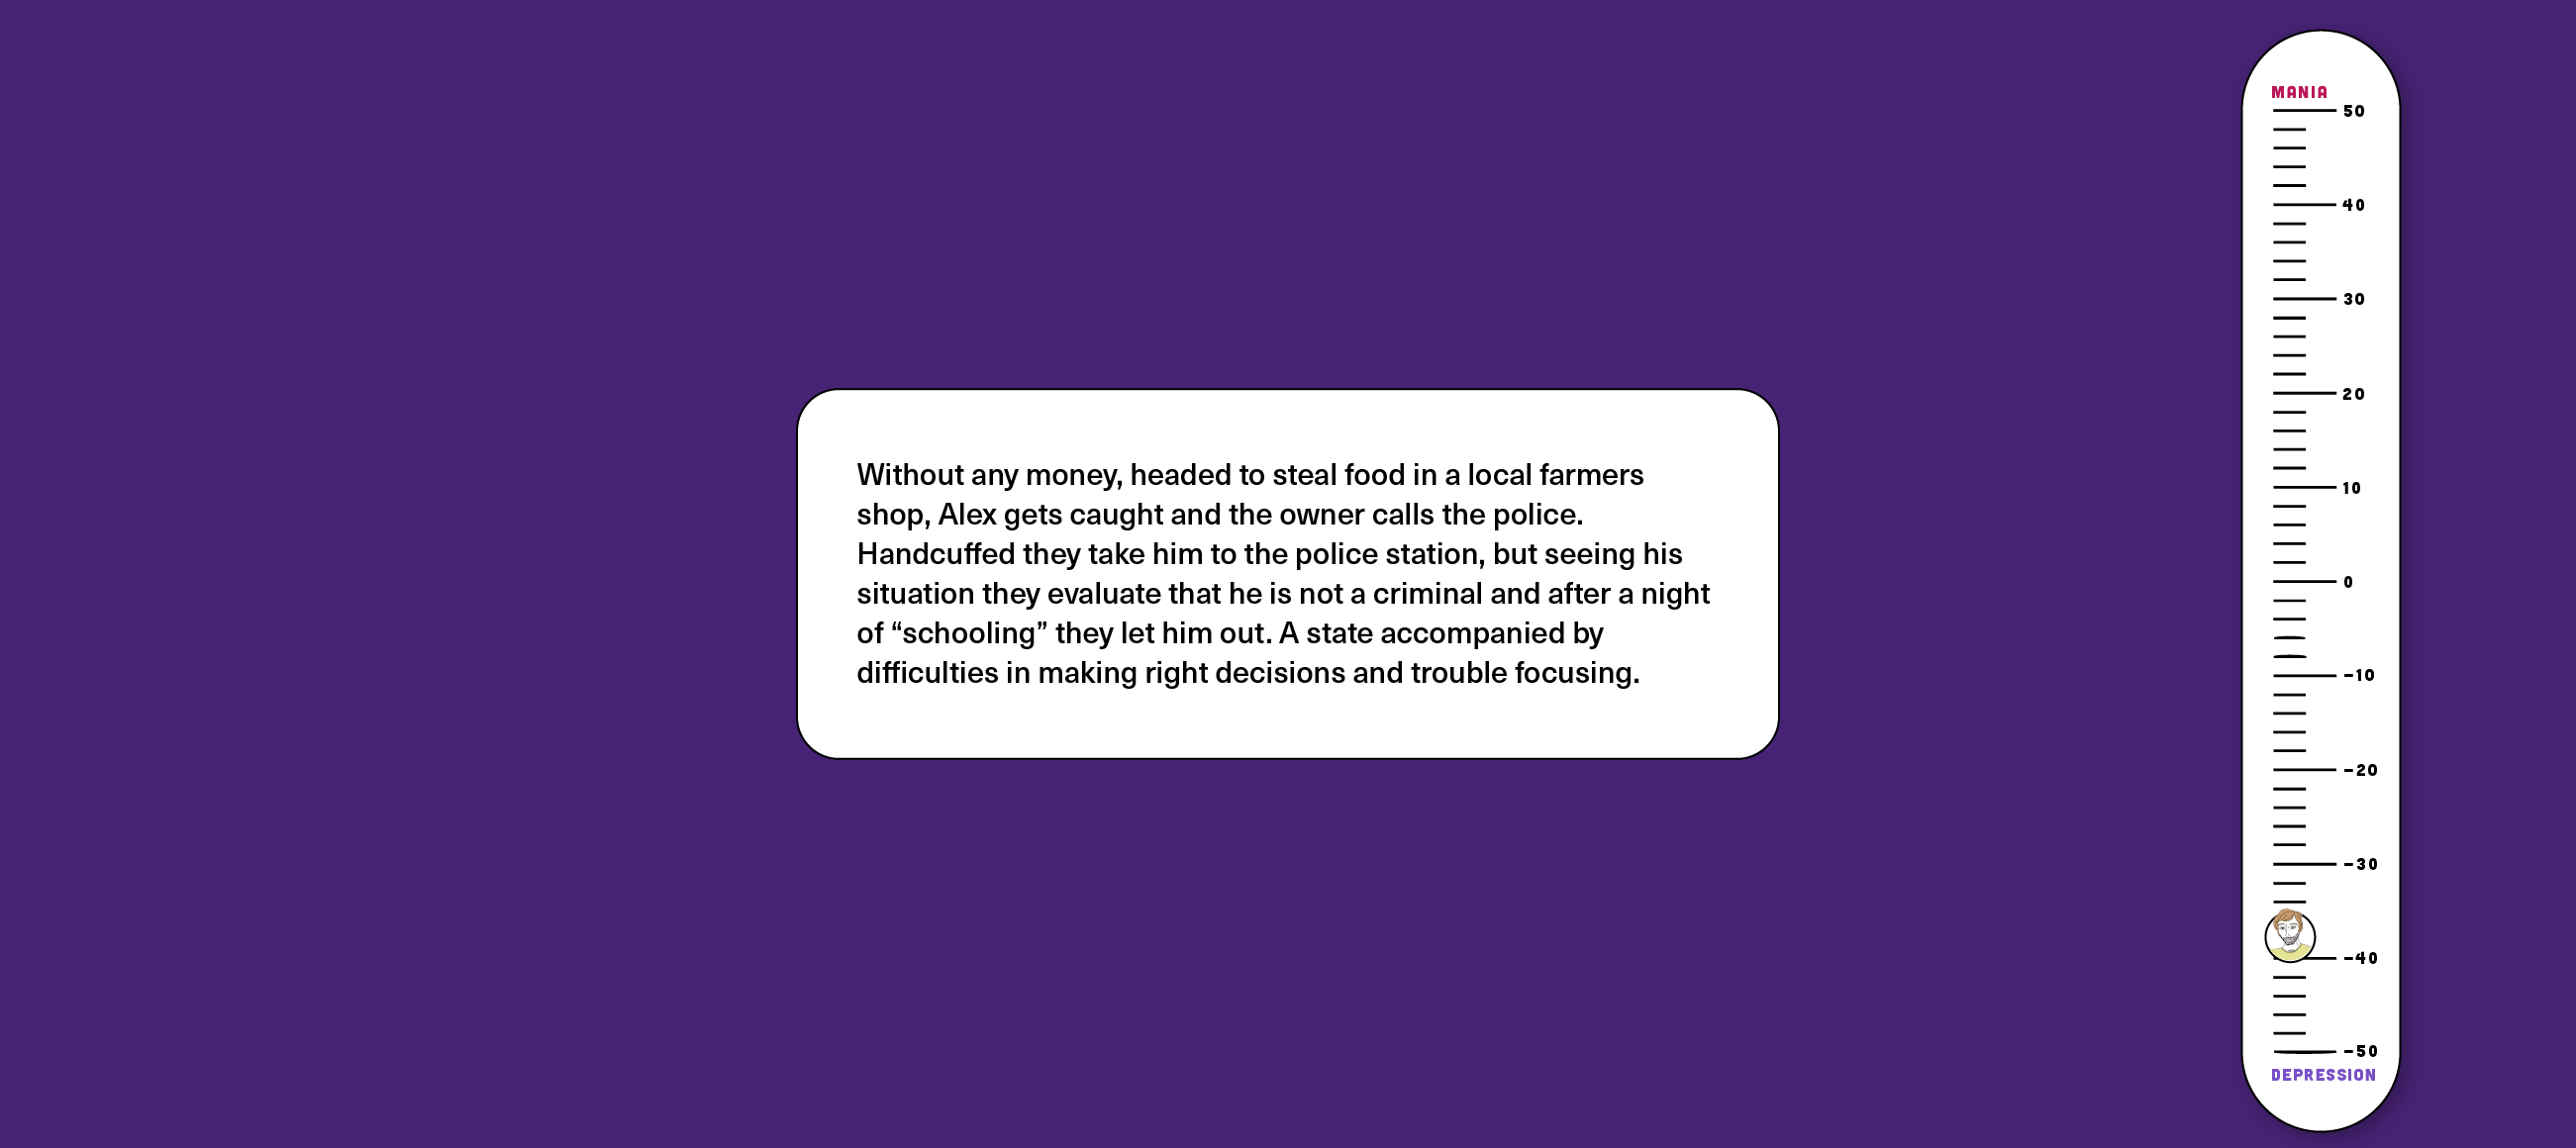 Without any money, headed to steal food in a local farmers
shop, Alex gets caught and the owner calls the police.
Handcuffed they take him to the police station, but seeing his
situation they evaluate that he is not a criminal and after a night
of “schooling” they let him out. A state accompanied by
difficulties in making right decisions and trouble focusing.
MANIA
50
40
30
20
10
0
-10
-20
-30
-40
-50
DEPRESSION